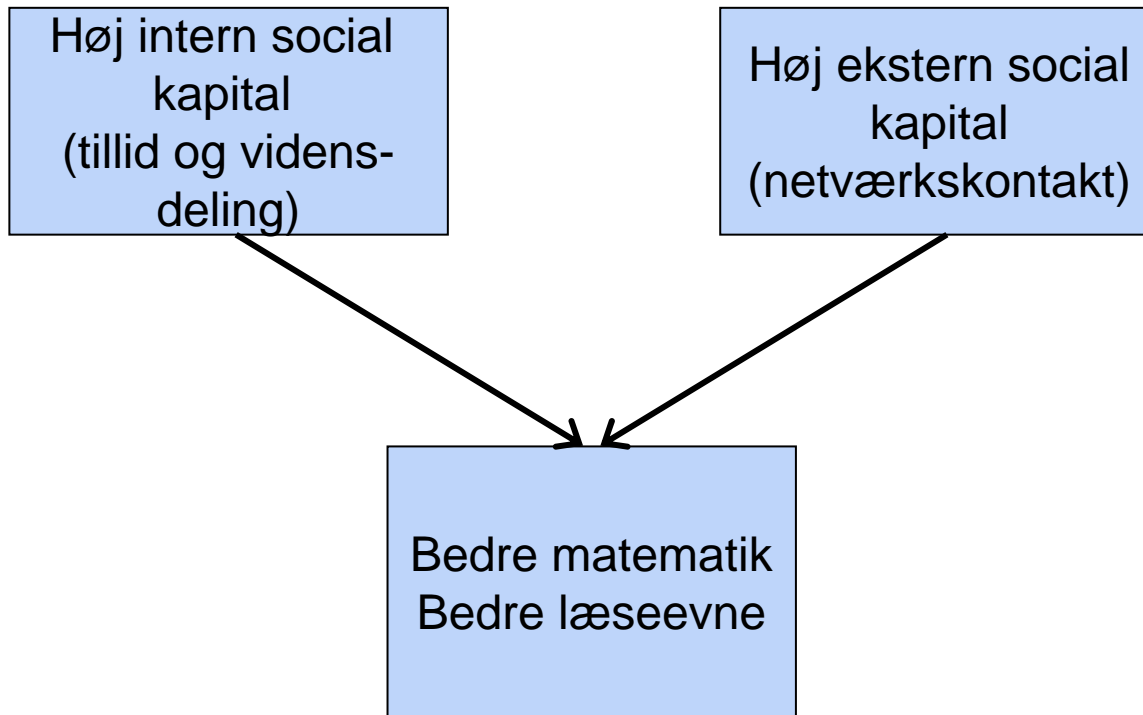 Høj intern social
kapital
(tillid og videns-
deling)
Høj ekstern social
kapital
(netværkskontakt)
Bedre matematik
Bedre læseevne